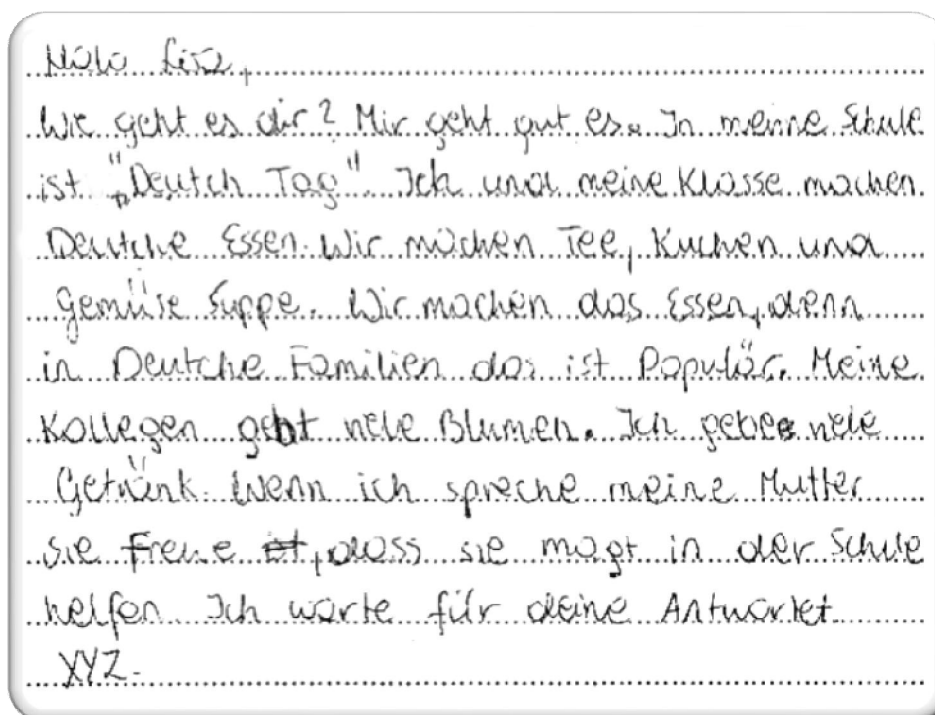 Hallo Lisa,
Wie geht es dir? Mir geht gut es. In meinne Schule
ist "Deutch Tag". Ich und meine Klasse machen
Deutche Essen. Wir machen Tee, Kuchen und
Gemüse Suppe. Wir machen das Essen, denn
in Deutche Familien das ist Populär. Meine
Kollegen gebt viele Blumen. Ich gebe viele
Getränk. Wenn ich spreche meine Mutter
sie freue, dass sie magt in der Schule
helfen. Ich warte für deine Antwortet
XYZ.